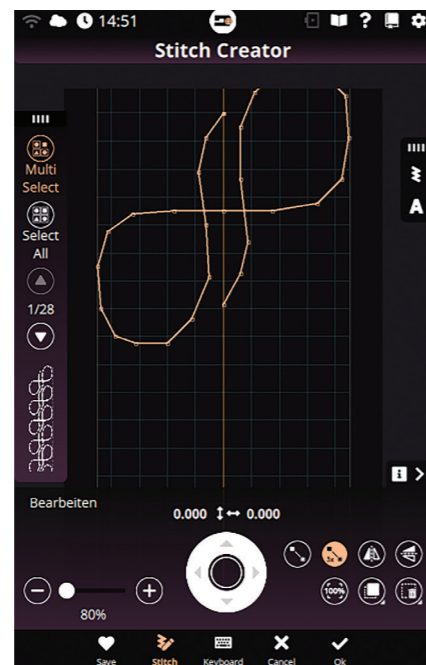 14:51
?
Stitch Creator
Multi
Select
Select
All
1/28
A
i
Bearbeiten
0.000 0.000
3x
100%
80%
Save Stitch Keyboard Cancel Ok